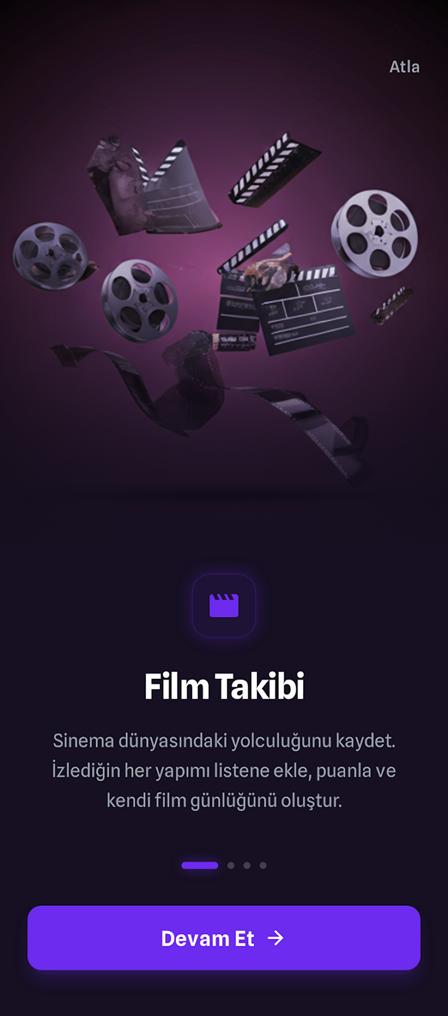 Atla
Film Takibi
Sinema dünyasındaki yolculuğunu kaydet.
İzlediğin her yapımı listene ekle, puanla ve
kendi film günlüğünü oluştur.
Devam Et →